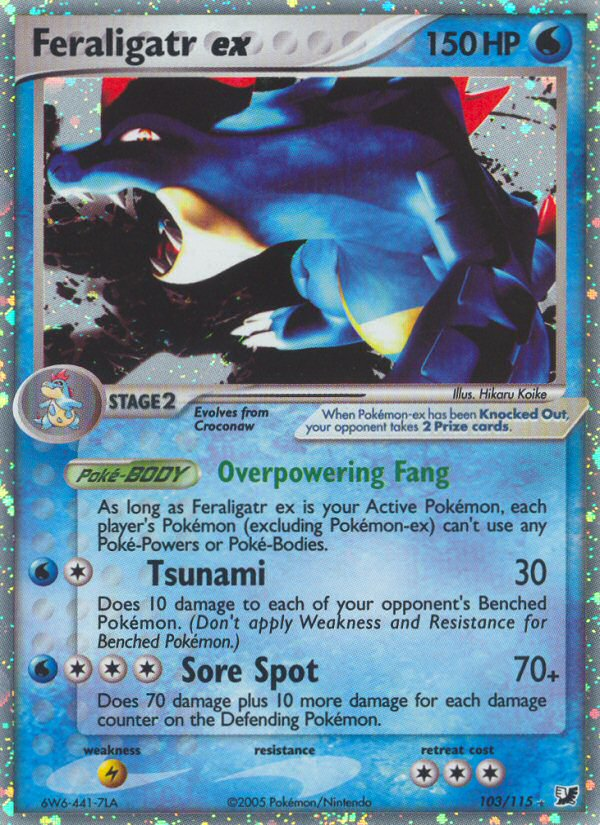 Feraligatr ex 150 HP
Illus. Hikaru Koike
STAGE 2
Evolves from
Croconaw
When Pokémon-ex has been Knocked Out,
your opponent takes 2 Prize cards.
Poké-BODY Overpowering Fang
As long as Feraligatr ex is your Active Pokémon, each
player's Pokémon (excluding Pokémon-ex) can't use any
Poké-Powers or Poké-Bodies.
Tsunami 30
Does 10 damage to each of your opponent's Benched
Pokémon. (Don't apply Weakness and Resistance for
Benched Pokémon.)
Sore Spot 70+
Does 70 damage plus 10 more damage for each damage
counter on the Defending Pokémon.
weakness resistance retreat cost
6W6-441-7LA ©2005 Pokémon/Nintendo 103/115